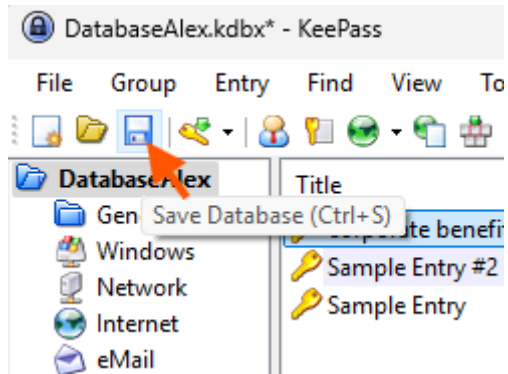 DatabaseAlex.kdbx* - KeePass
File Group Entry Find View To
DatabaseAlex Title
Save Database (Ctrl+S)
Windows Sample Entry #2
Network Sample Entry
Internet
eMail